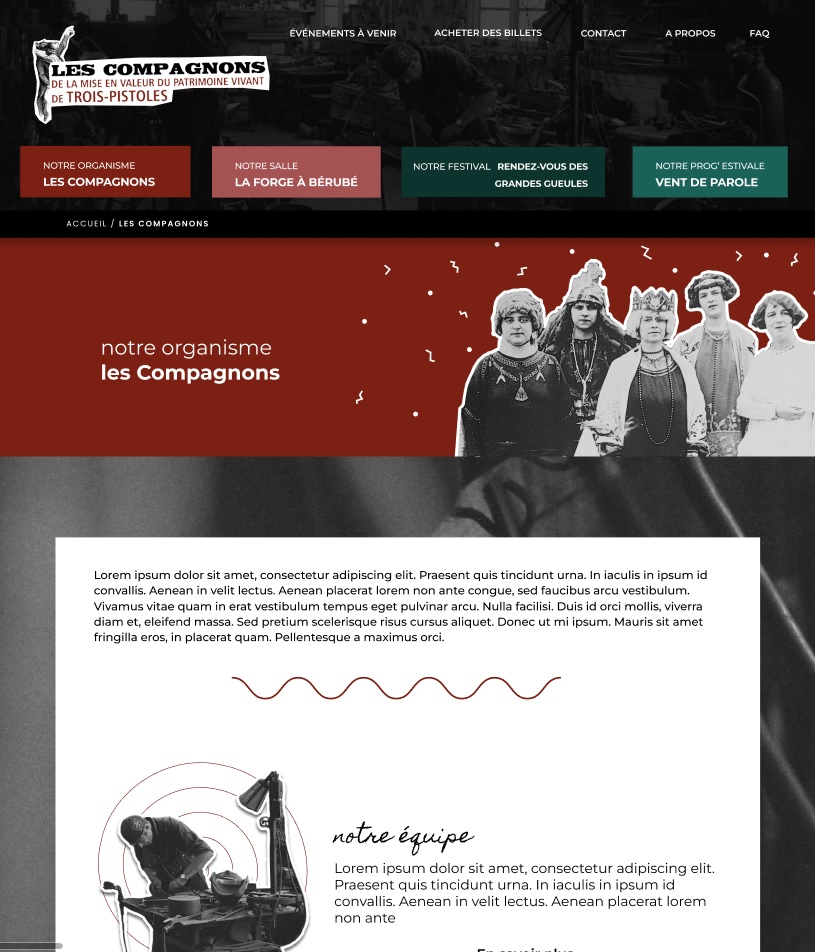 ÉVÉNEMENTS À VENIR ACHETER DES BILLETS CONTACT A PROPOS FAQ
LES COMPAGNONS
DE LA MISE EN VALEUR DU PATRIMOINE VIVANT
DE TROIS-PISTOLES
NOTRE ORGANISME
LES COMPAGNONS
NOTRE SALLE
LA FORGE À BÉRUBÉ
NOTRE FESTIVAL RENDEZ-VOUS DES
GRANDES GUEULES
NOTRE PROG' ESTIVALE
VENT DE PAROLE
ACCUEIL / LES COMPAGNONS
notre organisme
les Compagnons
Lorem ipsum dolor sit amet, consectetur adipiscing elit. Praesent quis tincidunt urna. In iaculis in ipsum id
convallis. Aenean in velit lectus. Aenean placerat lorem non ante congue, sed faucibus arcu vestibulum.
Vivamus vitae quam in erat vestibulum tempus eget pulvinar arcu. Nulla facilisi. Duis id orci mollis, viverra
diam et, eleifend massa. Sed pretium scelerisque risus cursus aliquet. Donec ut mi ipsum. Mauris sit amet
fringilla eros, in placerat quam. Pellentesque a maximus orci.
notre équipe
Lorem ipsum dolor sit amet, consectetur adipiscing elit.
Praesent quis tincidunt urna. In iaculis in ipsum id
convallis. Aenean in velit lectus. Aenean placerat lorem
non ante